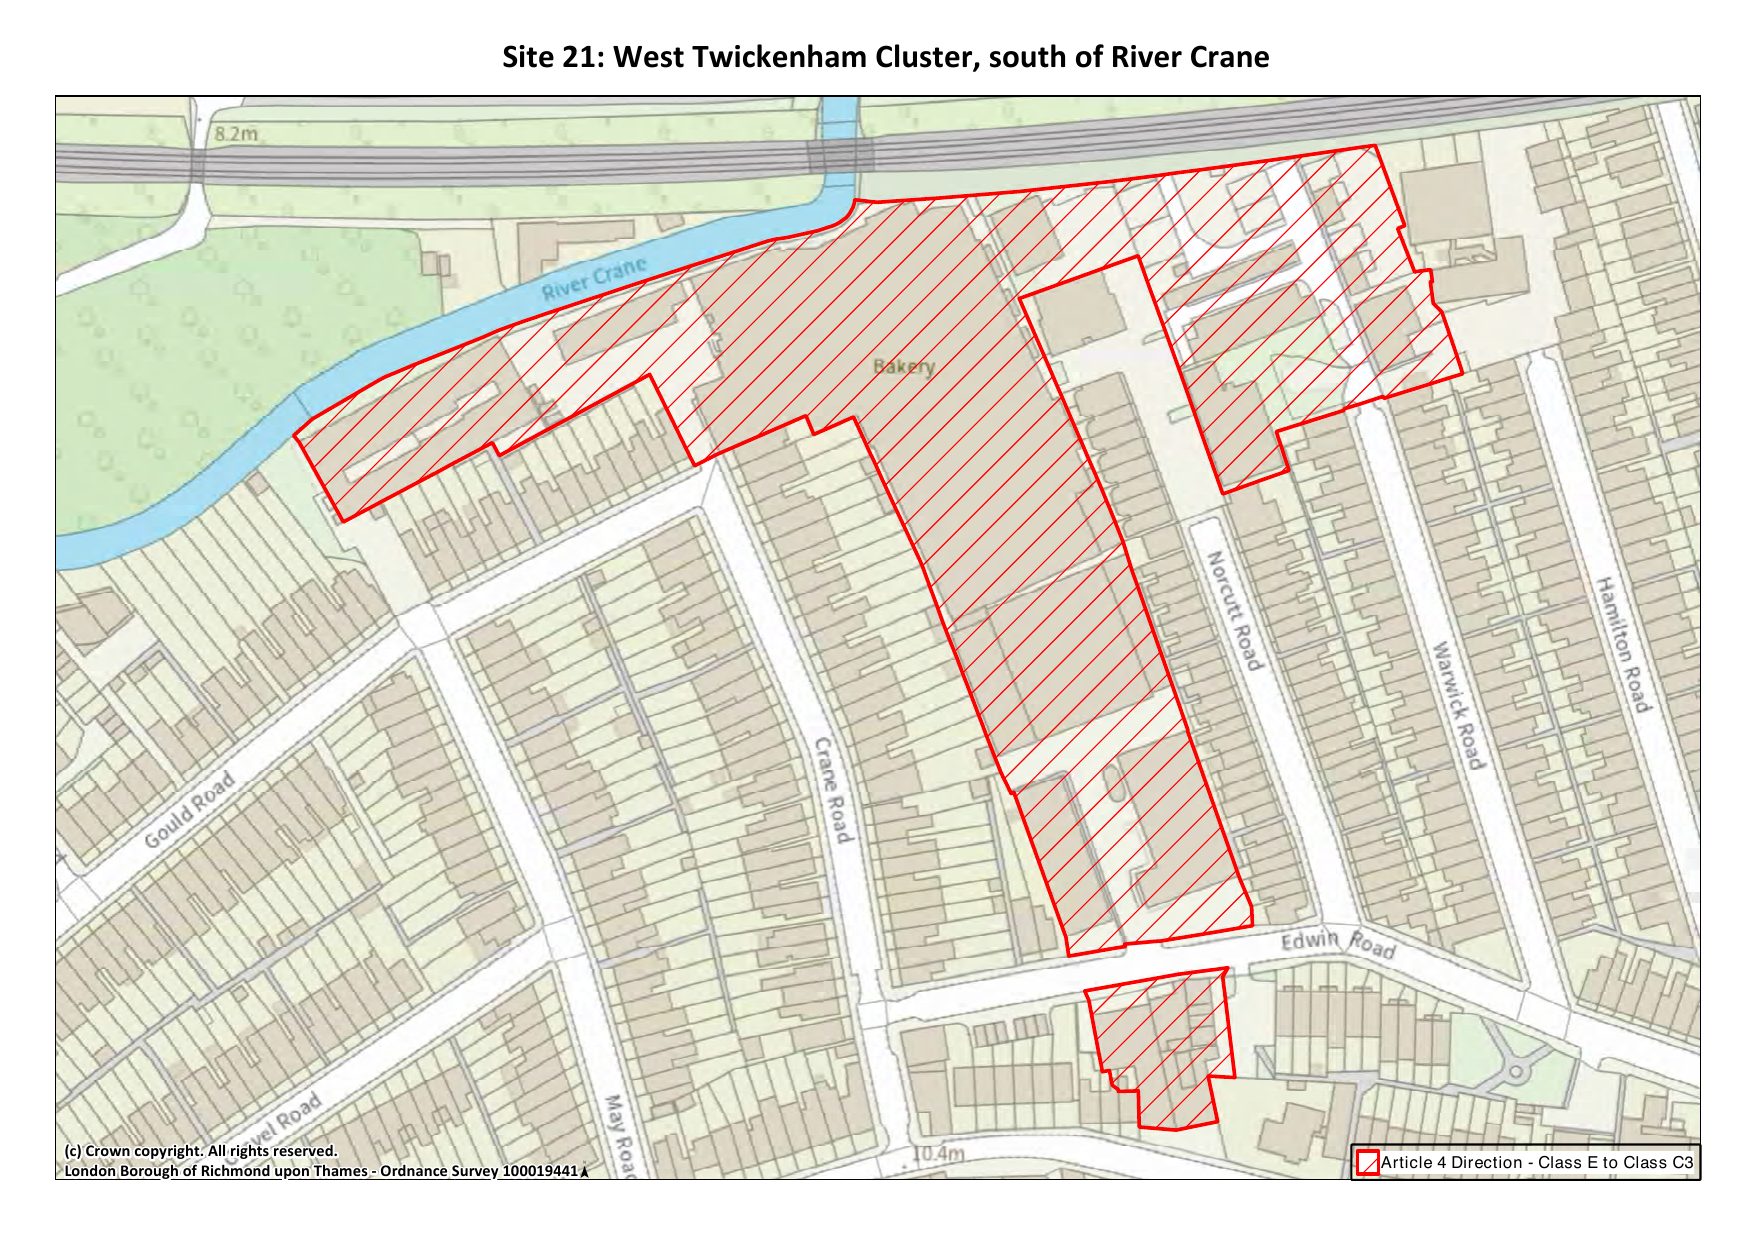 Site 21: West Twickenham Cluster, south of River Crane
8.2m
River Crane
Bakery
Norcutt Road
Hamilton Road
Warwick Road
Crane Road
Gould Road
Edwin Road
May Road
Road
10.4m
(c) Crown copyright. All rights reserved.
London Borough of Richmond upon Thames - Ordnance Survey 100019441
Article 4 Direction - Class E to Class C3